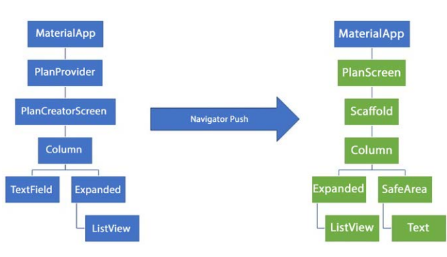 MaterialApp
PlanProvider
PlanCreatorScreen
Column
TextField
Expanded
ListView
Navigator Push
MaterialApp
PlanScreen
Scaffold
Column
Expanded
SafeArea
ListView
Text